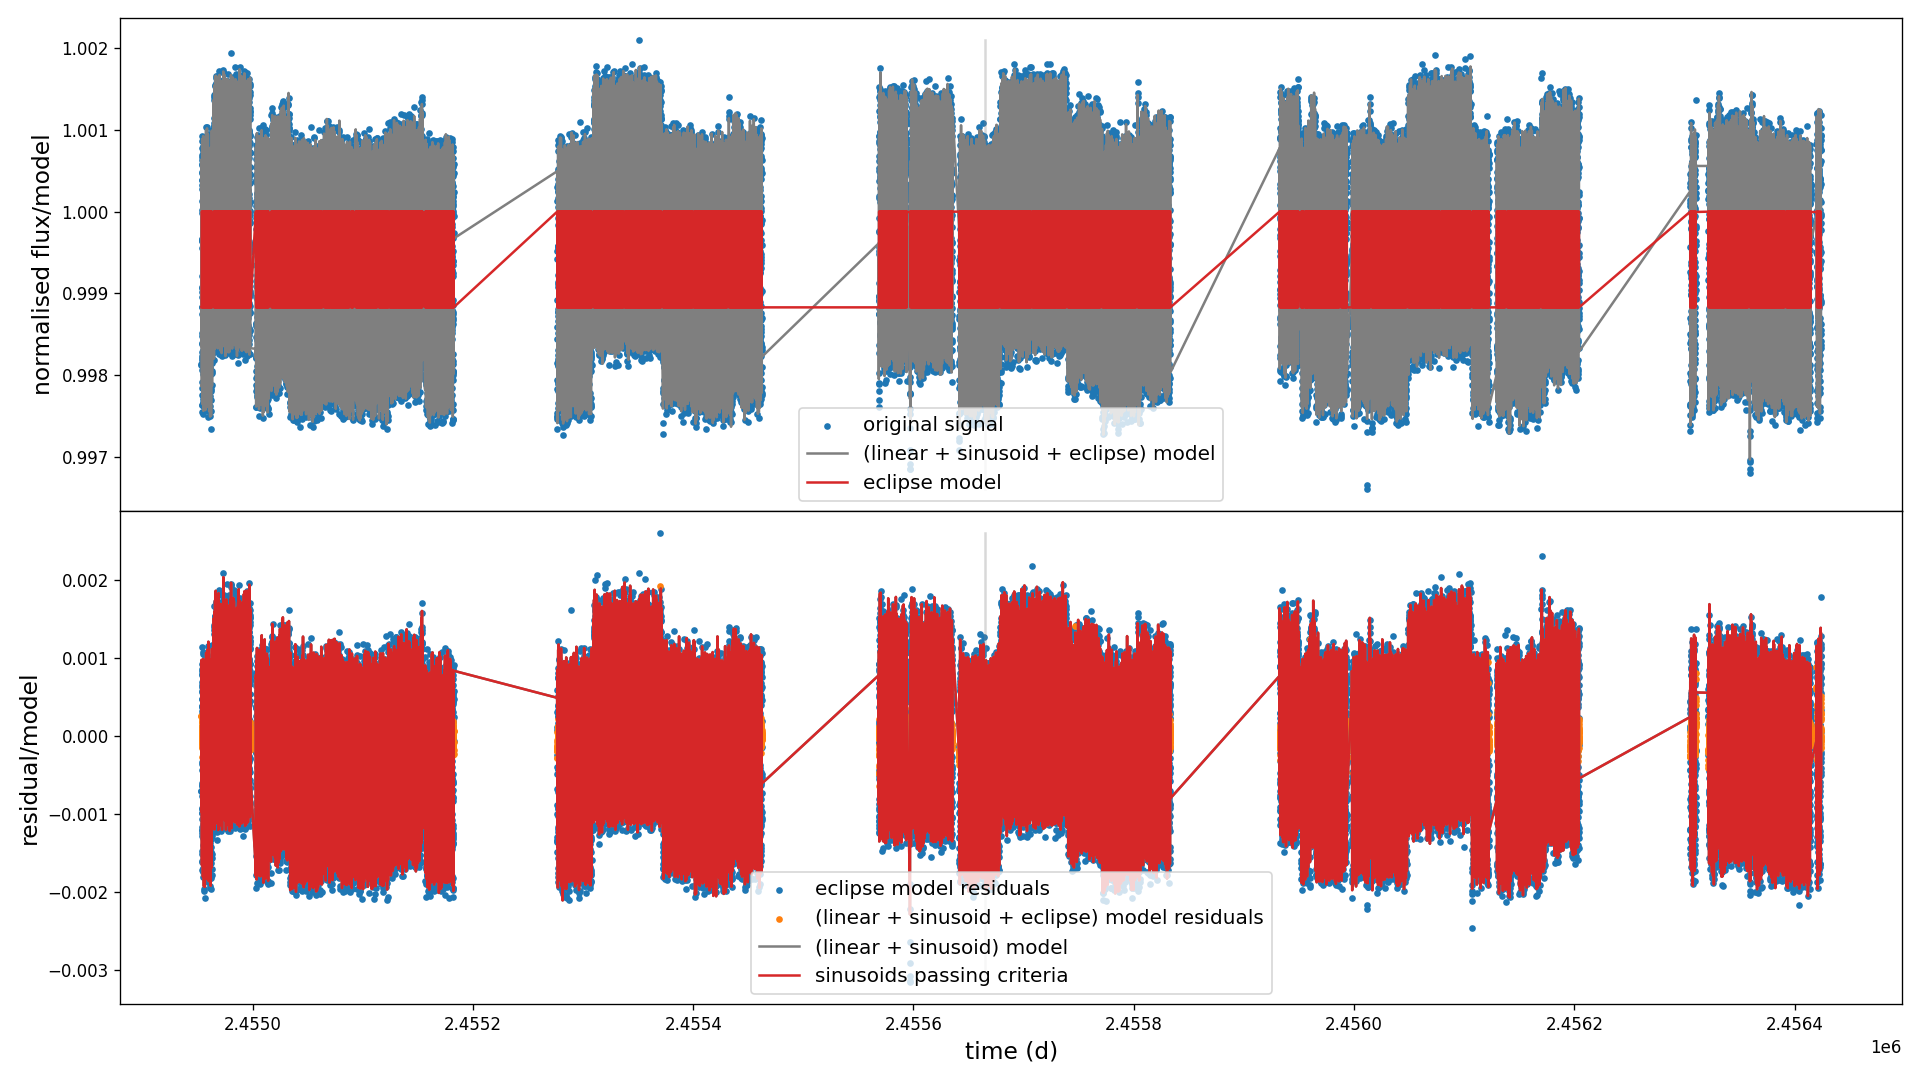 normalised flux/model
1.002
1.001
1.000
0.999
0.998
0.997
original signal
(linear + sinusoid + eclipse) model
eclipse model
residual/model
0.002
0.001
0.000
−0.001
−0.002
−0.003
eclipse model residuals
(linear + sinusoid + eclipse) model residuals
(linear + sinusoid) model
sinusoids passing criteria
2.4550 2.4552 2.4554 2.4556 2.4558 2.4560 2.4562 2.4564
1e6
time (d)